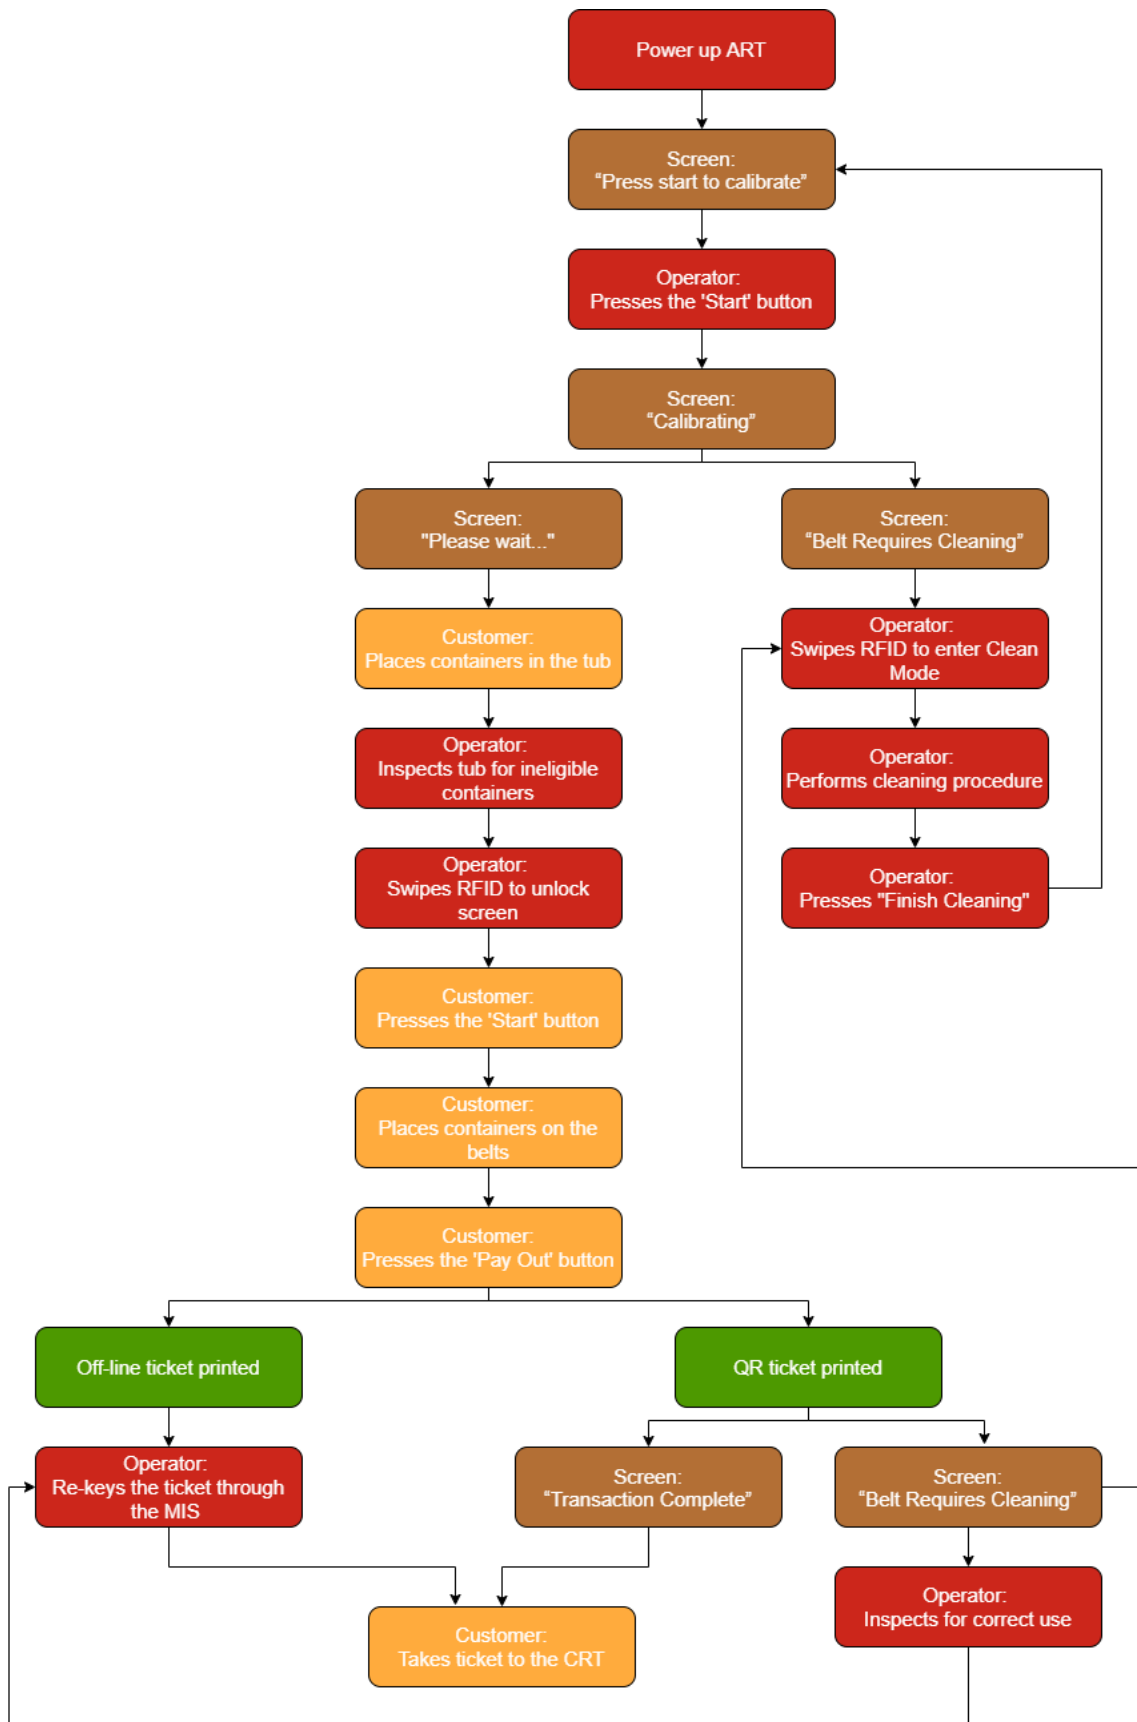 Power up ART
Screen:
“Press start to calibrate”
Operator:
Presses the 'Start' button
Screen:
“Calibrating”
Screen:
"Please wait..."
Screen:
“Belt Requires Cleaning”
Customer:
Places containers in the tub
Operator:
Swipes RFID to enter Clean
Mode
Operator:
Inspects tub for ineligible
containers
Operator:
Performs cleaning procedure
Operator:
Swipes RFID to unlock
screen
Operator:
Presses "Finish Cleaning"
Customer:
Presses the 'Start' button
Customer:
Places containers on the
belts
Customer:
Presses the 'Pay Out' button
Off-line ticket printed
QR ticket printed
Operator:
Re-keys the ticket through
the MIS
Screen:
“Transaction Complete”
Screen:
“Belt Requires Cleaning”
Operator:
Inspects for correct use
Customer:
Takes ticket to the CRT